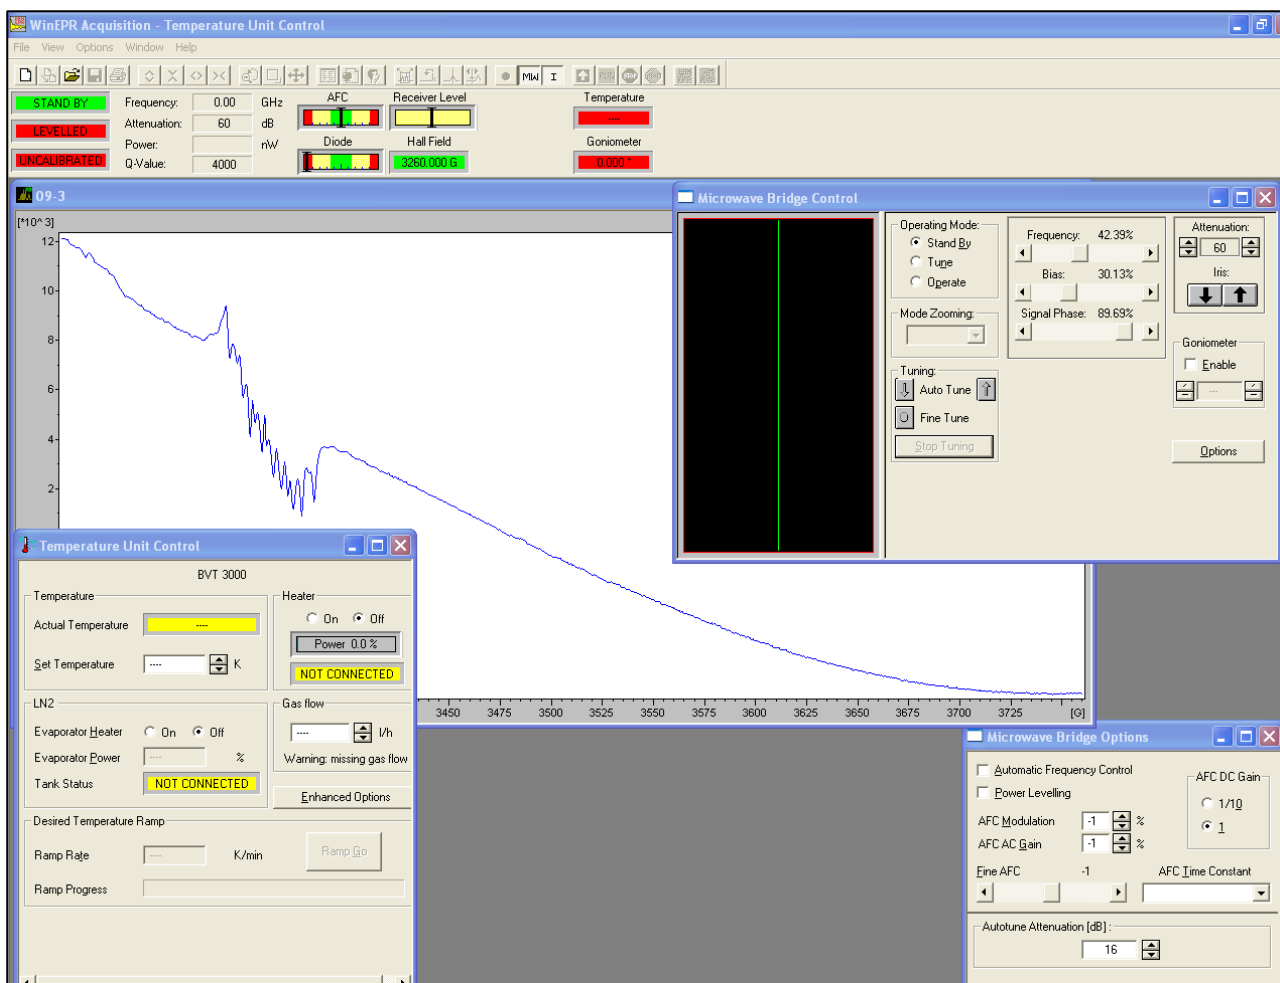 WinEPR Acquisition - Temperature Unit Control
File View Options Window Help
MW I
STAND BY Frequency: 0.00 GHz AFC Receiver Level Temperature
LEVELLED Attenuation: 60 dB ----
Power: nW Diode Hall Field Goniometer
UNCALIBRATED Q-Value: 4000 3260.000 G 0.000 °
09-3
[*10^ 3]
12
10
8
6
4
2
3450 3475 3500 3525 3550 3575 3600 3625 3650 3675 3700 3725 [G]
Microwave Bridge Control
Operating Mode:
Stand By
Tune
Operate
Mode Zooming:
Tuning:
Auto Tune
Fine Tune
Stop Tuning
Frequency: 42.39%
Bias: 30.13%
Signal Phase: 89.69%
Attenuation:
60
Iris:
Goniometer
Enable
---
Options
Temperature Unit Control
BVT 3000
Temperature
Actual Temperature ----
Set Temperature ---- K
Heater
On Off
Power 0.0 %
NOT CONNECTED
LN2
Evaporator Heater On Off
Evaporator Power ---- %
Tank Status NOT CONNECTED
Gas flow
---- l/h
Warning: missing gas flow
Enhanced Options
Desired Temperature Ramp
Ramp Rate ---- K/min Ramp Go
Ramp Progress
Microwave Bridge Options
Automatic Frequency Control
Power Levelling
AFC Modulation -1 %
AFC AC Gain -1 %
AFC DC Gain
1/10
1
Fine AFC -1 AFC Time Constant
Autotune Attenuation [dB] :
16